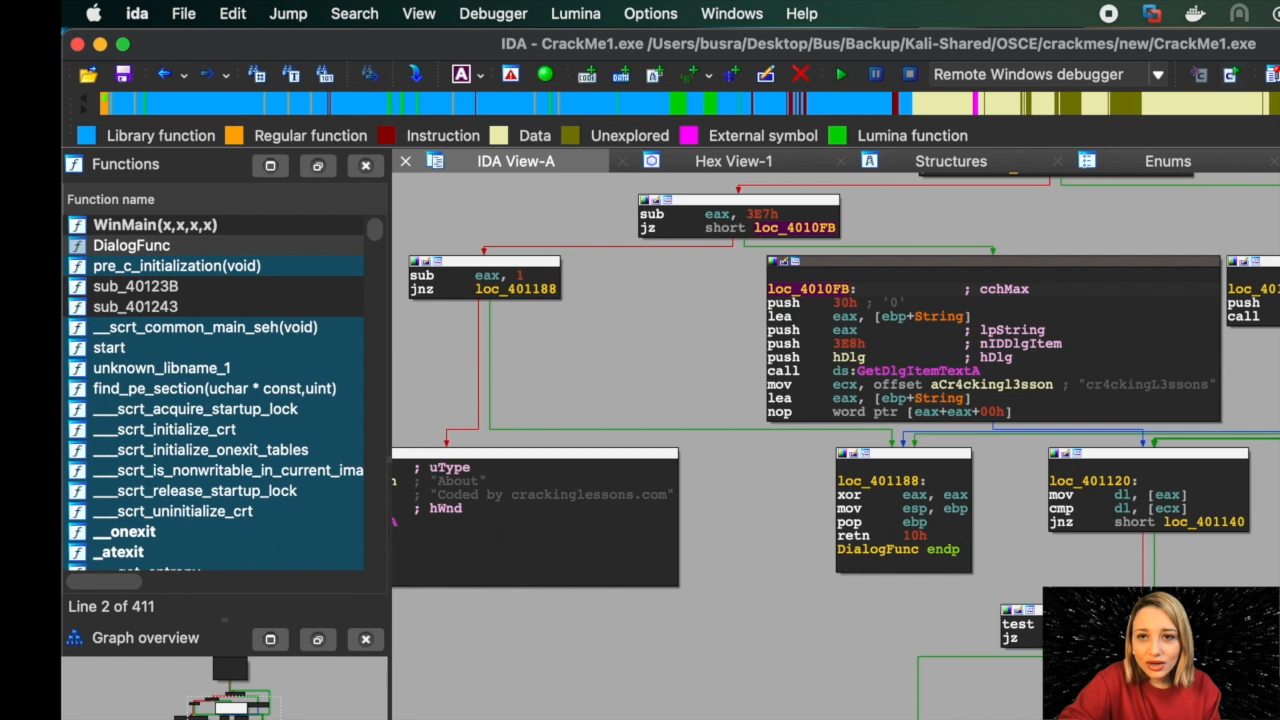 ida File Edit Jump Search View Debugger Lumina Options Windows Help
IDA - CrackMe1.exe /Users/busra/Desktop/Bus/Backup/Kali-Shared/OSCE/crackmes/new/CrackMe1.exe
Remote Windows debugger
Library function Regular function Instruction Data Unexplored External symbol Lumina function
Functions
IDA View-A Hex View-1 Structures Enums
Function name
WinMain(x,x,x,x)
DialogFunc
pre_c_initialization(void)
sub_40123B
sub_401243
__scrt_common_main_seh(void)
start
unknown_libname_1
find_pe_section(uchar * const,uint)
___scrt_acquire_startup_lock
___scrt_initialize_crt
___scrt_initialize_onexit_tables
___scrt_is_nonwritable_in_current_ima
___scrt_release_startup_lock
___scrt_uninitialize_crt
__onexit
_atexit
Line 2 of 411
Graph overview
sub eax, 3E7h
jz short loc_4010FB
sub eax, 1
jnz loc_401188
loc_4010FB: ; cchMax
push 30h ; '0'
lea eax, [ebp+String]
push eax ; lpString
push 3E8h ; nIDDlgItem
push hDlg ; hDlg
call ds:GetDlgItemTextA
mov ecx, offset aCr4ckingl3sson ; "cr4ckingL3ssons"
lea eax, [ebp+String]
nop word ptr [eax+eax+00h]
loc_401
push
call
; uType
; "About"
; "Coded by crackinglessons.com"
; hWnd
loc_401188:
xor eax, eax
mov esp, ebp
pop ebp
retn 10h
DialogFunc endp
loc_401120:
mov dl, [eax]
cmp dl, [ecx]
jnz short loc_401140
test
jz